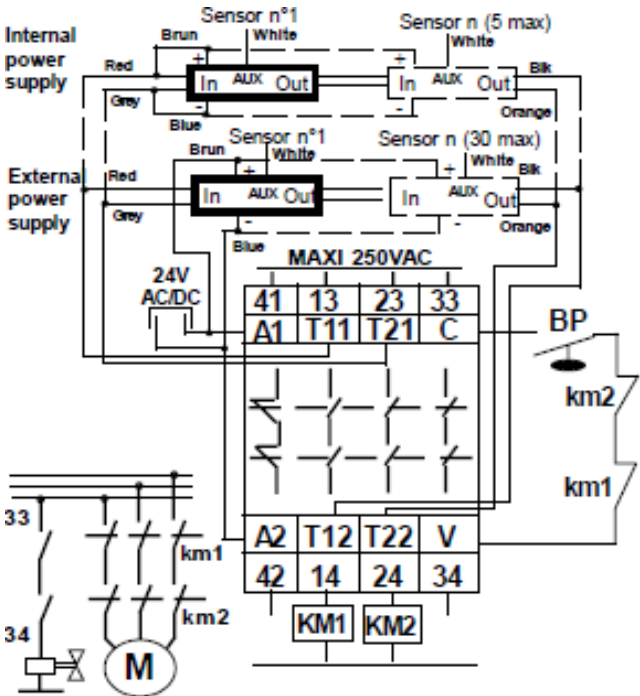 Internal power supply
Sensor n°1
Sensor n (5 max)
Brun
White
White
Red
+
+
Blk
In AUX Out
In AUX Out
Grey
-
-
Orange
Blue
External power supply
Sensor n°1
Sensor n (30 max)
Brun
White
White
Red
+
+
Blk
In AUX Out
In AUX Out
Grey
-
-
Orange
Blue
MAXI 250VAC
24V
AC/DC
41 13 23 33
A1 T11 T21 C
BP
km2
km1
33
34
km1
km2
M
A2 T12 T22 V
42 14 24 34
KM1 KM2